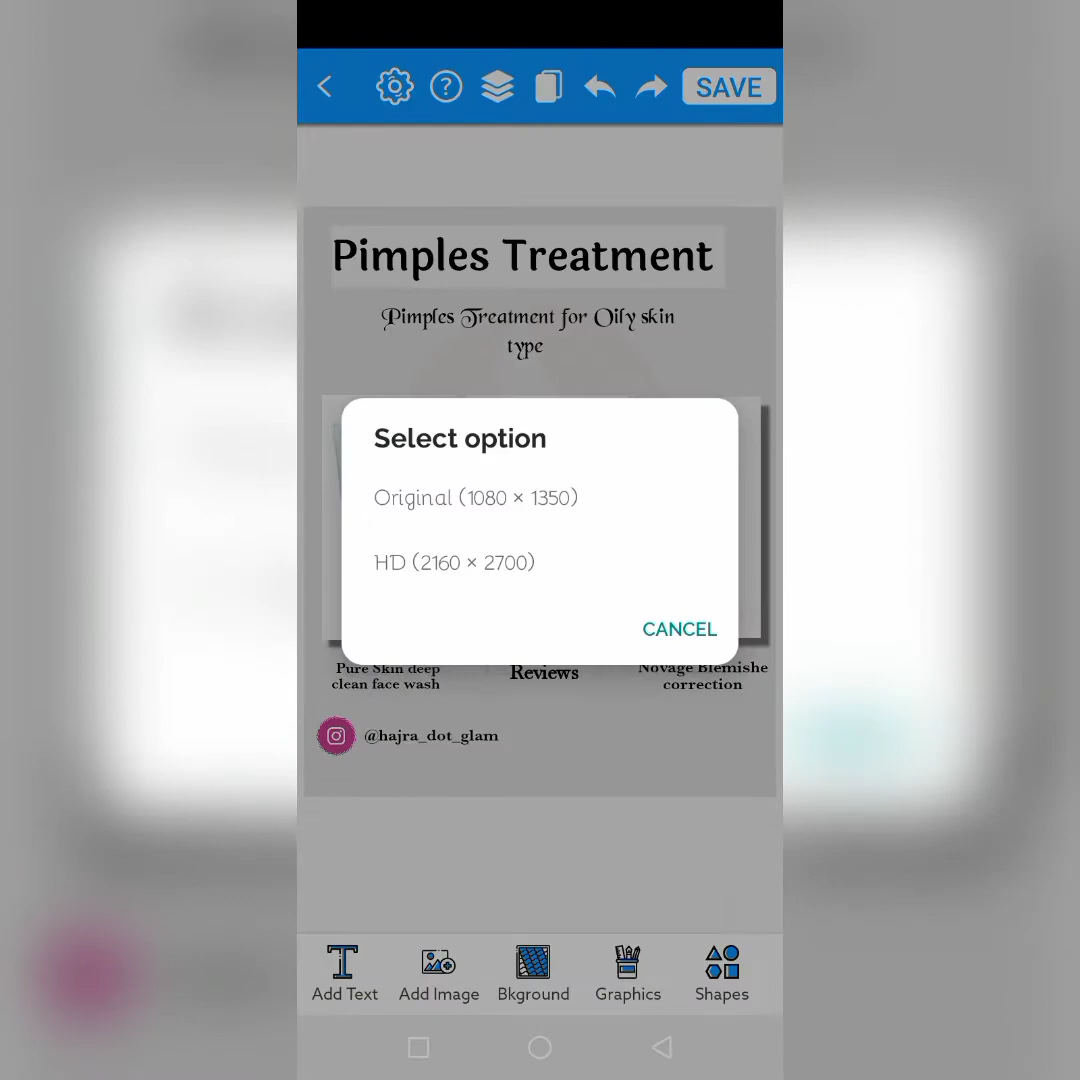 SAVE
Pimples Treatment
Pimples Treatment for Oily skin
type
Select option
Original (1080 × 1350)
HD (2160 × 2700)
CANCEL
Pure Skin deep
clean face wash
Reviews
Novage Blemishe
correction
@hajra_dot_glam
Add Text
Add Image
Bkground
Graphics
Shapes